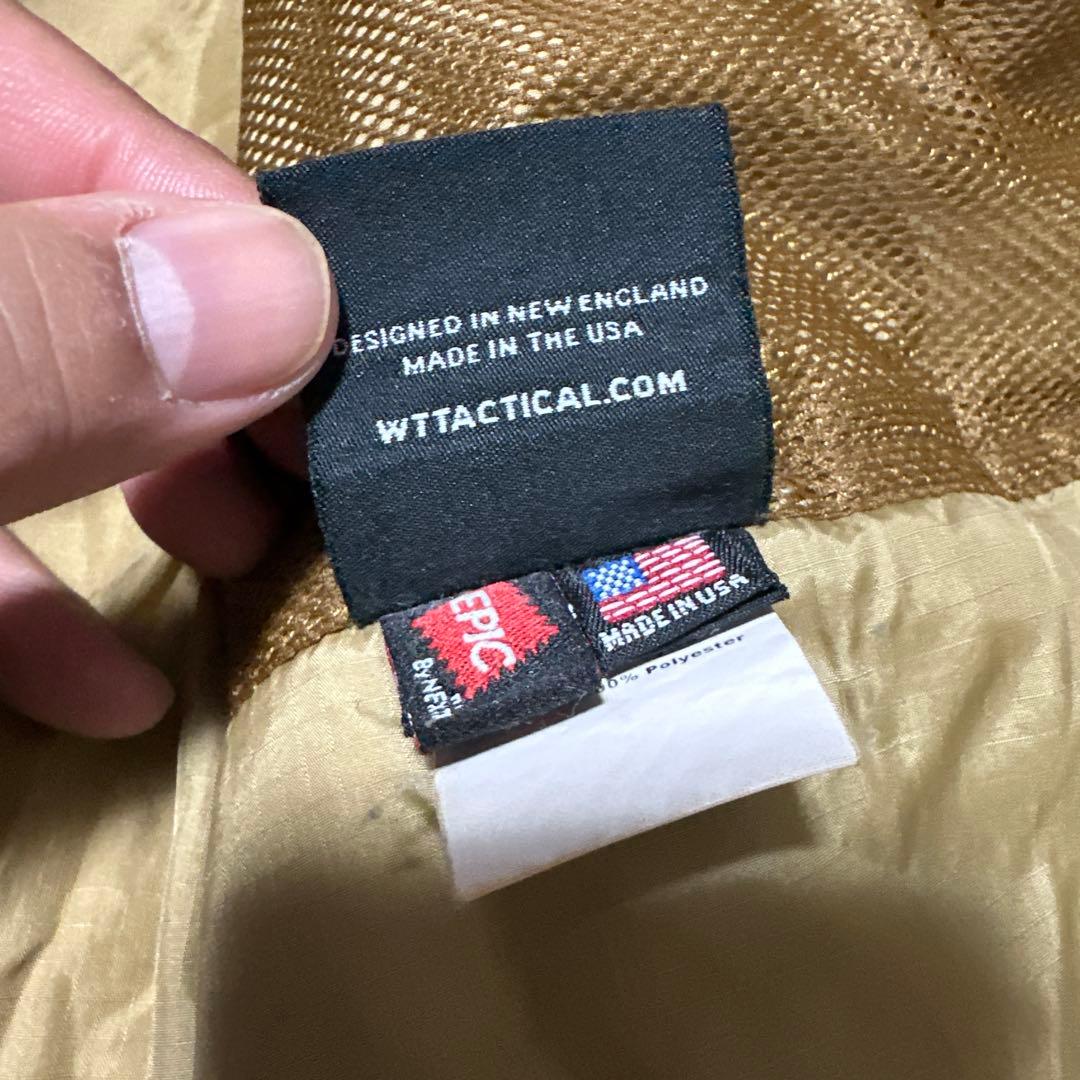 DESIGNED IN NEW ENGLAND
MADE IN THE USA
WTTACTICAL.COM
EPIC
MADE IN USA
Polyester